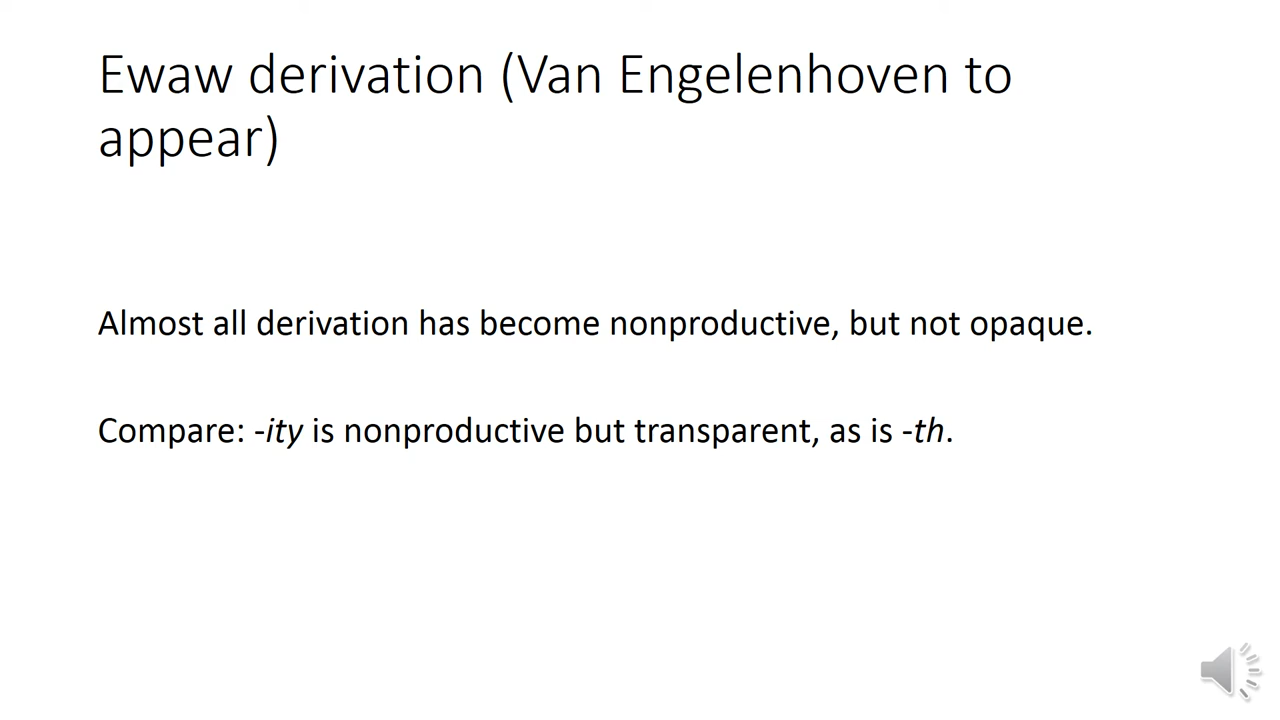 Ewaw derivation (Van Engelenhoven to
appear)
Almost all derivation has become nonproductive, but not opaque.
Compare: -ity is nonproductive but transparent, as is -th.